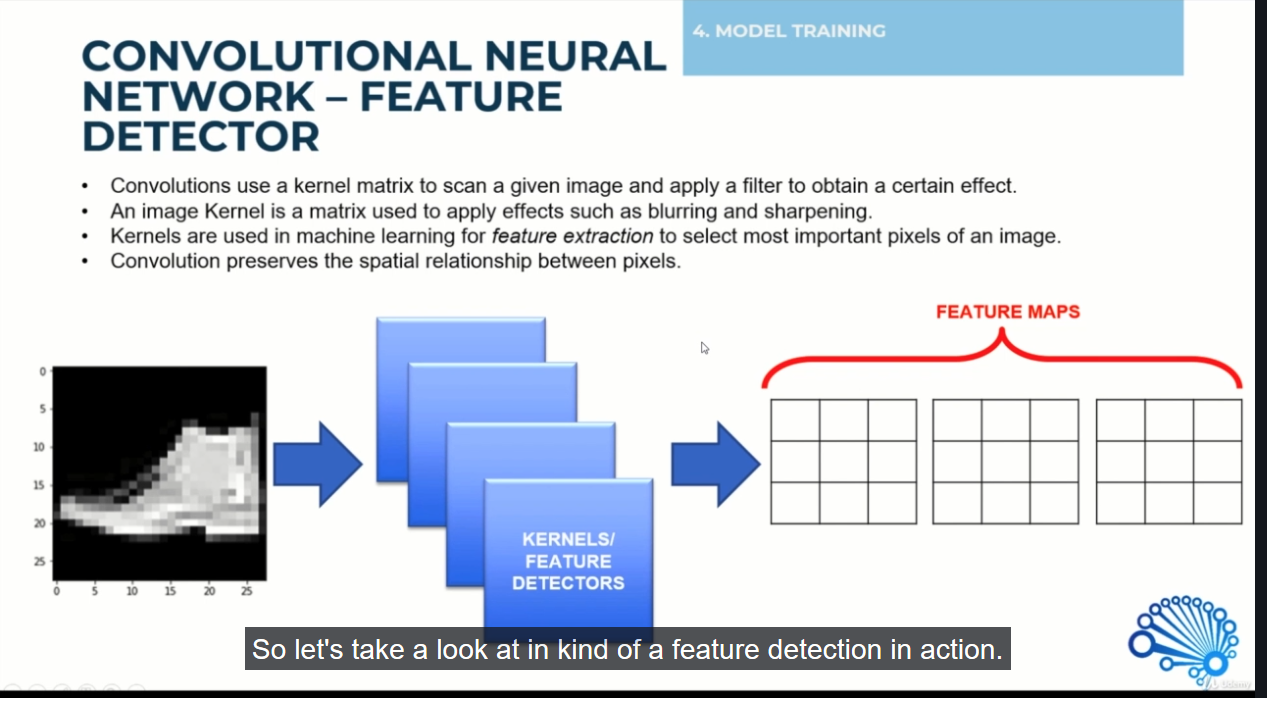 4. MODEL TRAINING
CONVOLUTIONAL NEURAL
NETWORK – FEATURE
DETECTOR
• Convolutions use a kernel matrix to scan a given image and apply a filter to obtain a certain effect.
• An image Kernel is a matrix used to apply effects such as blurring and sharpening.
• Kernels are used in machine learning for feature extraction to select most important pixels of an image.
• Convolution preserves the spatial relationship between pixels.
FEATURE MAPS
0
5
10
15
20
25
0 5 10 15 20 25
KERNELS/
FEATURE
DETECTORS
So let's take a look at in kind of a feature detection in action.
Udemy